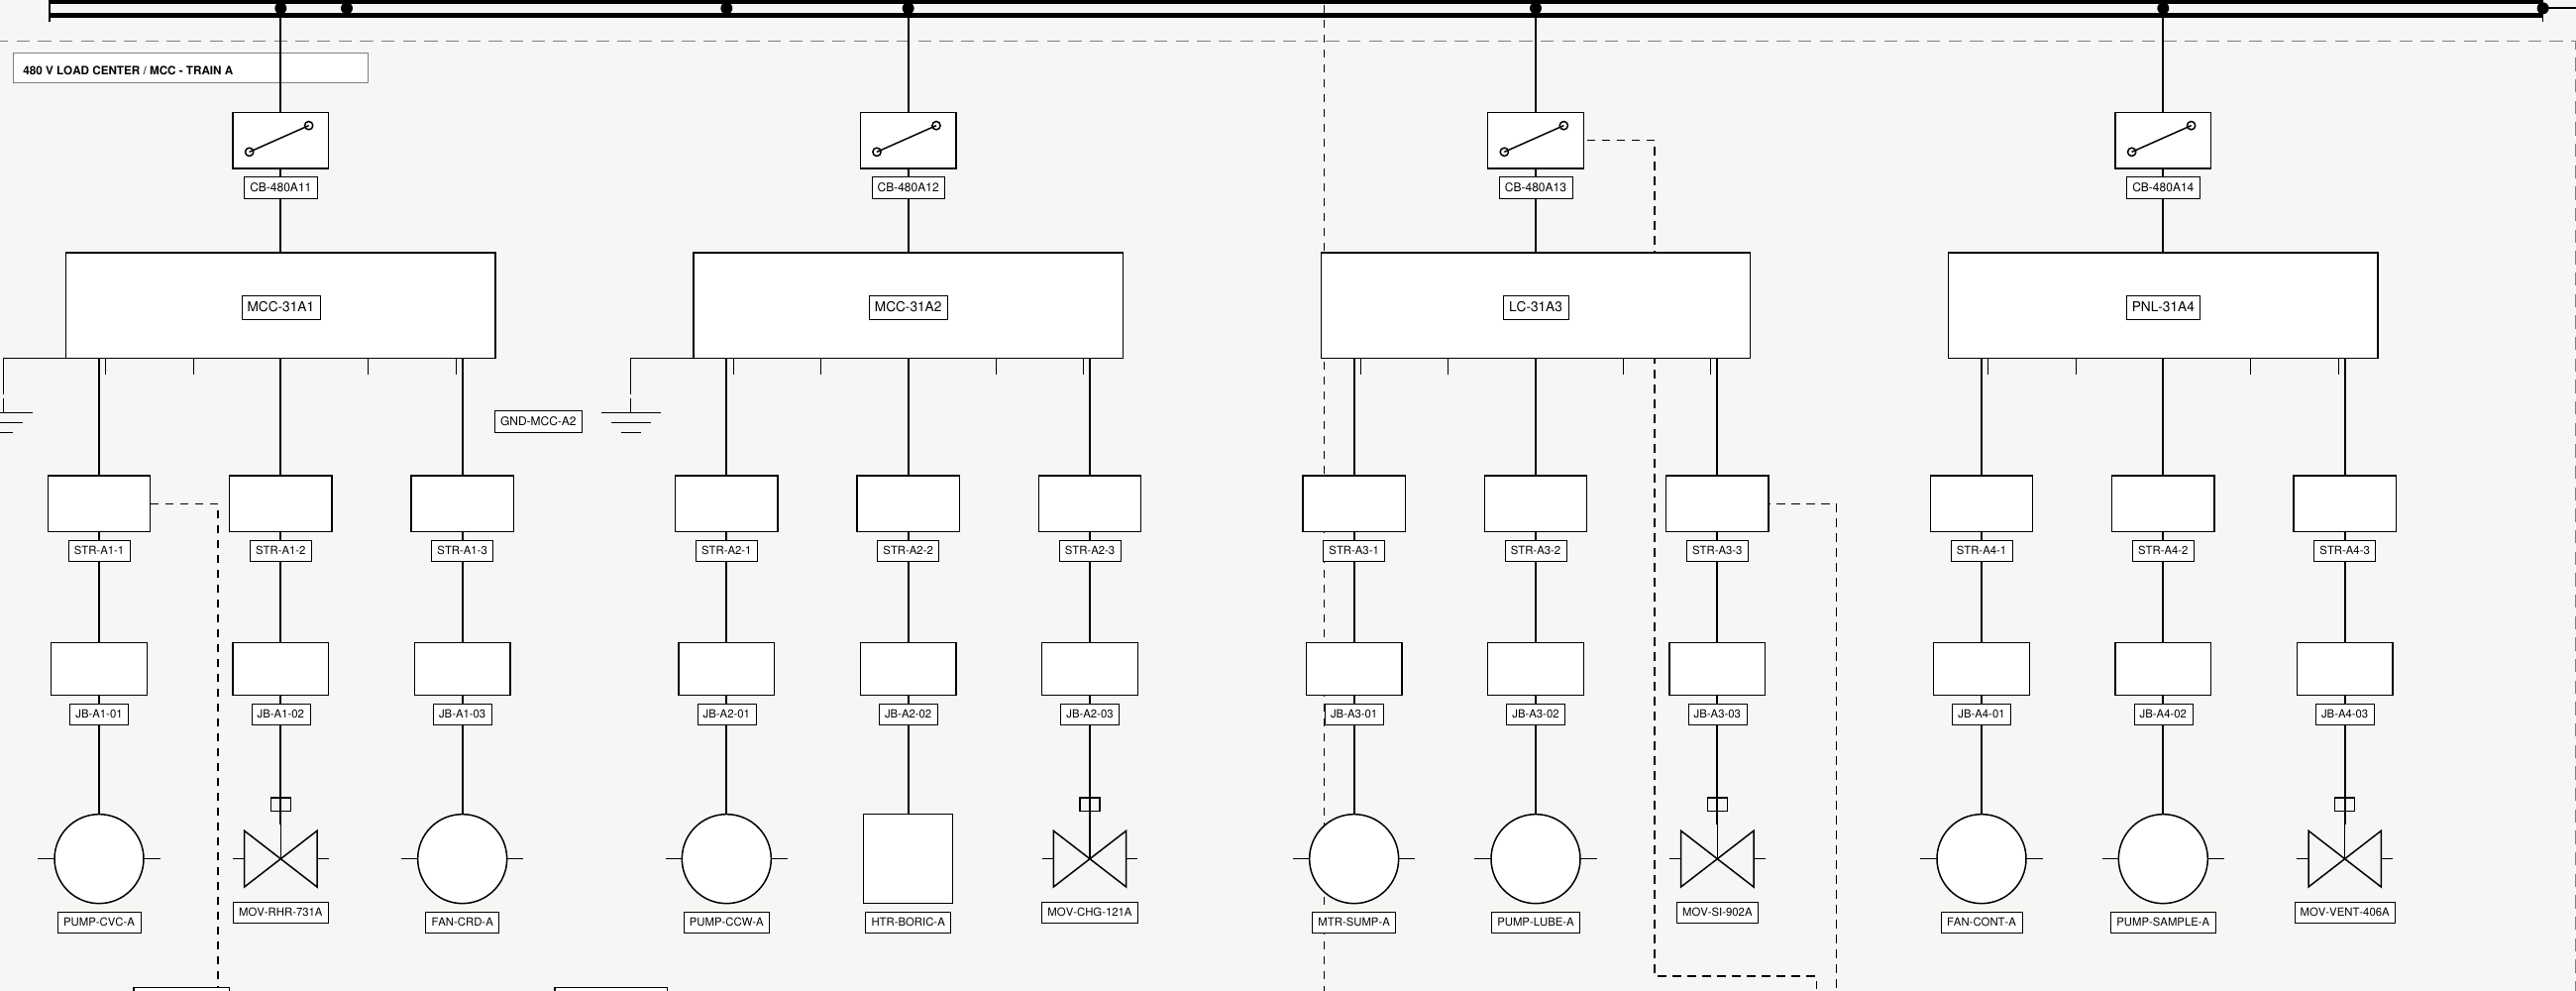 480 V LOAD CENTER / MCC - TRAIN A
CB-480A11
CB-480A12
CB-480A13
CB-480A14
MCC-31A1
MCC-31A2
LC-31A3
PNL-31A4
GND-MCC-A2
STR-A1-1
STR-A1-2
STR-A1-3
STR-A2-1
STR-A2-2
STR-A2-3
STR-A3-1
STR-A3-2
STR-A3-3
STR-A4-1
STR-A4-2
STR-A4-3
JB-A1-01
JB-A1-02
JB-A1-03
JB-A2-01
JB-A2-02
JB-A2-03
JB-A3-01
JB-A3-02
JB-A3-03
JB-A4-01
JB-A4-02
JB-A4-03
PUMP-CVC-A
MOV-RHR-731A
FAN-CRD-A
PUMP-CCW-A
HTR-BORIC-A
MOV-CHG-121A
MTR-SUMP-A
PUMP-LUBE-A
MOV-SI-902A
FAN-CONT-A
PUMP-SAMPLE-A
MOV-VENT-406A